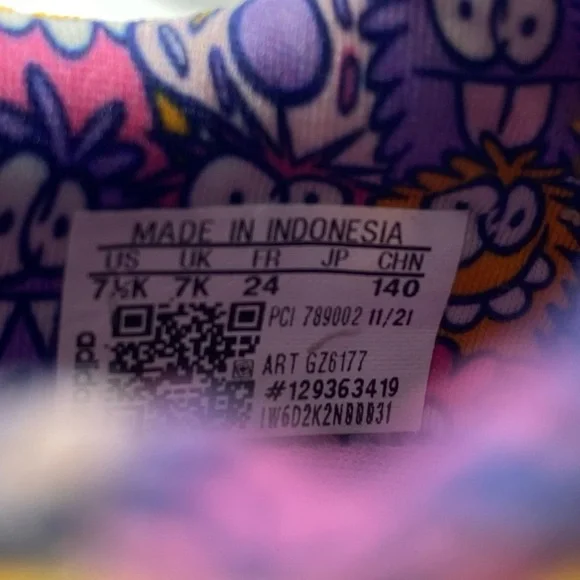 MADE IN INDONESIA
US UK FR JP CHN
7½K 7K 24 140
PCI 789002 11/21
adidas
ART GZ6177
#129363419